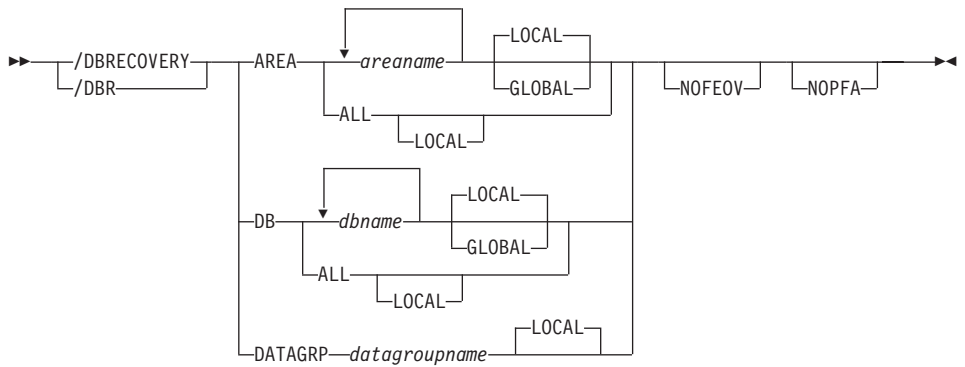 LOCAL
/DBRECOVERY AREA areaname GLOBAL NOFEOV NOPFA
/DBR ALL LOCAL
LOCAL
DB dbname GLOBAL
ALL LOCAL
LOCAL
DATAGRP datagroupname